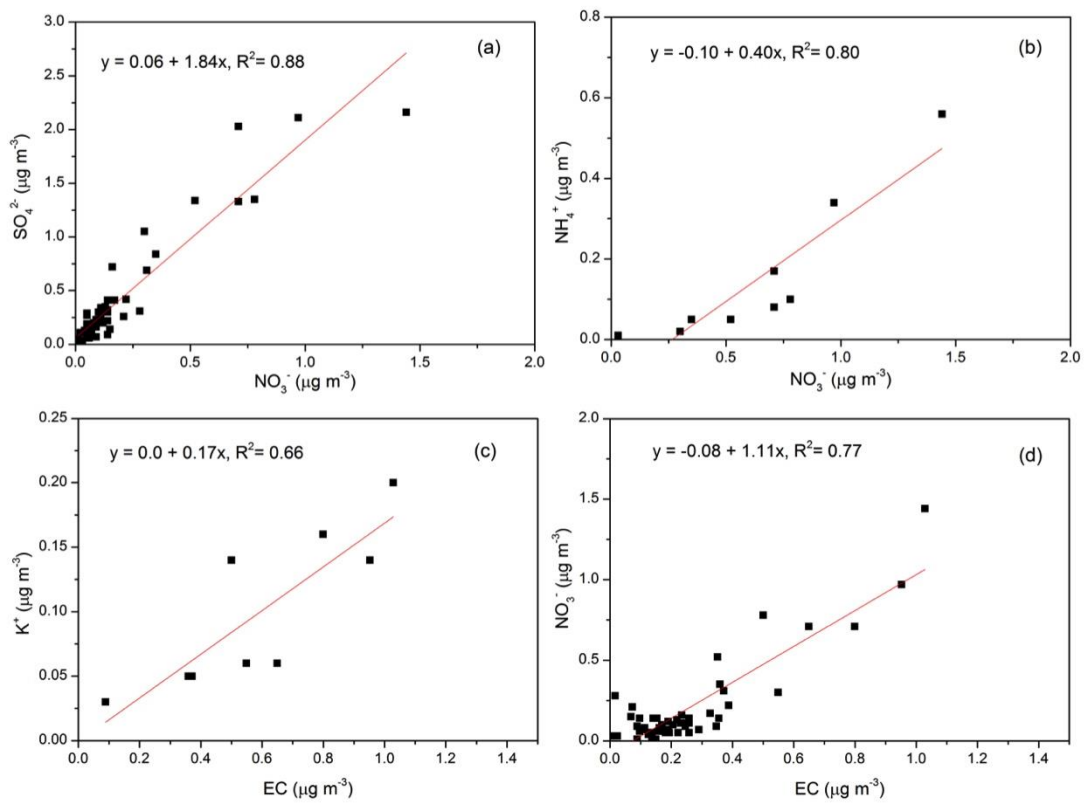 (a)
y = 0.06 + 1.84x, R²= 0.88
3.0
2.5
2.0
1.5
1.0
0.5
0.0
SO₄²⁻ (μg m⁻³)
0.0 0.5 1.0 1.5 2.0
NO₃⁻ (μg m⁻³)
(b)
y = -0.10 + 0.40x, R²= 0.80
0.8
0.6
0.4
0.2
0.0
NH₄⁺ (μg m⁻³)
0.0 0.5 1.0 1.5 2.0
NO₃⁻ (μg m⁻³)
(c)
y = 0.0 + 0.17x, R²= 0.66
0.25
0.20
0.15
0.10
0.05
0.00
K⁺ (μg m⁻³)
0.0 0.2 0.4 0.6 0.8 1.0 1.2 1.4
EC (μg m⁻³)
(d)
y = -0.08 + 1.11x, R²= 0.77
2.0
1.5
1.0
0.5
0.0
NO₃⁻ (μg m⁻³)
0.0 0.2 0.4 0.6 0.8 1.0 1.2 1.4
EC (μg m⁻³)